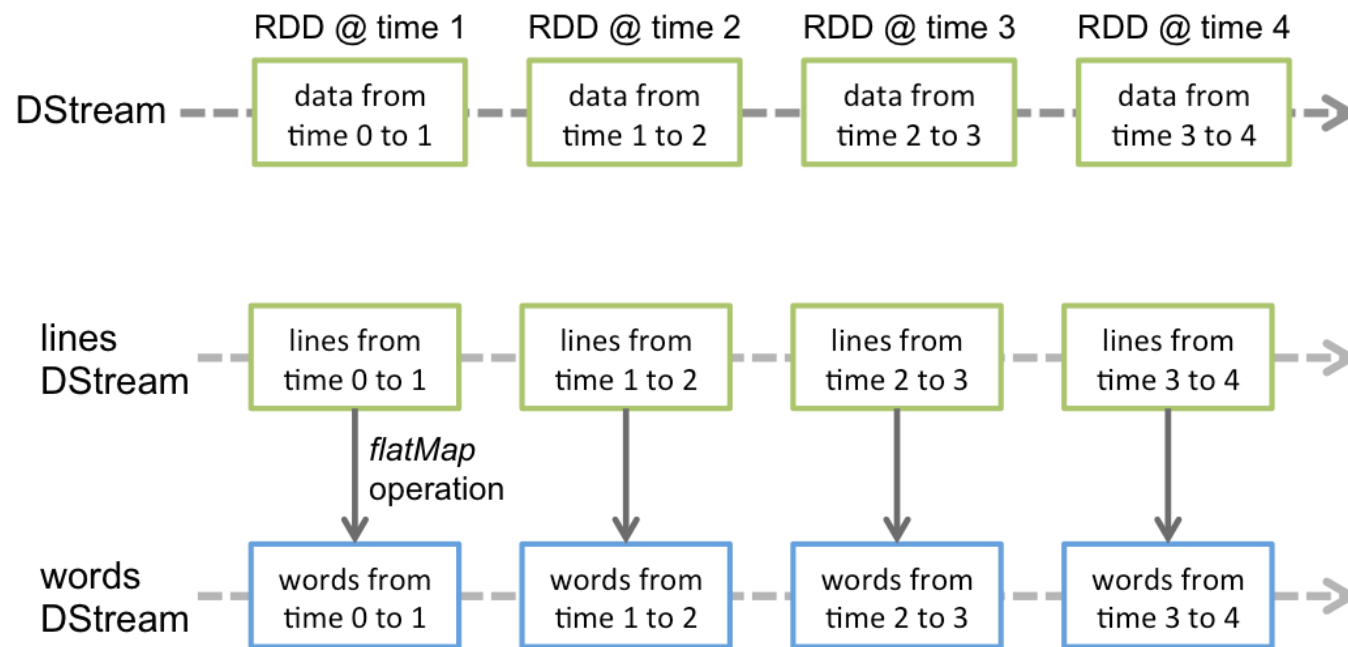 RDD @ time 1
RDD @ time 2
RDD @ time 3
RDD @ time 4
DStream
data from
time 0 to 1
data from
time 1 to 2
data from
time 2 to 3
data from
time 3 to 4
lines
DStream
lines from
time 0 to 1
lines from
time 1 to 2
lines from
time 2 to 3
lines from
time 3 to 4
flatMap
operation
words
DStream
words from
time 0 to 1
words from
time 1 to 2
words from
time 2 to 3
words from
time 3 to 4